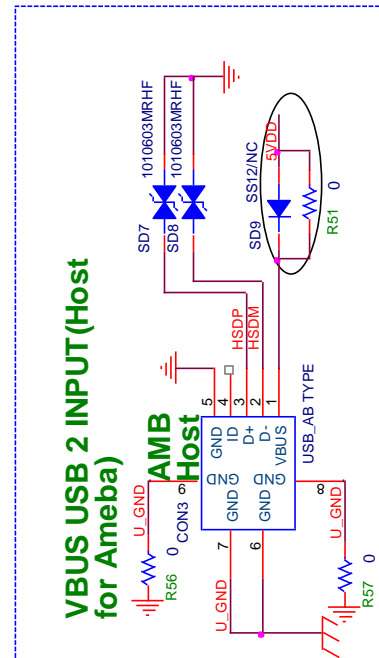 VBUS USB 2 INPUT(Host
for Ameba)
1010603MRHF
1010603MRHF
SD7
SD8
5VDD
SS12/NC
SD9
0
R51
HSDP
HSDM
AMB
Host
5
4
3
2
1
GND
ID
D+
D-
VBUS
USB_AB TYPE
GND
GND
GND
GND
9
8
7
6
CON3
U_GND
U_GND
U_GND
0
R56
0
R57